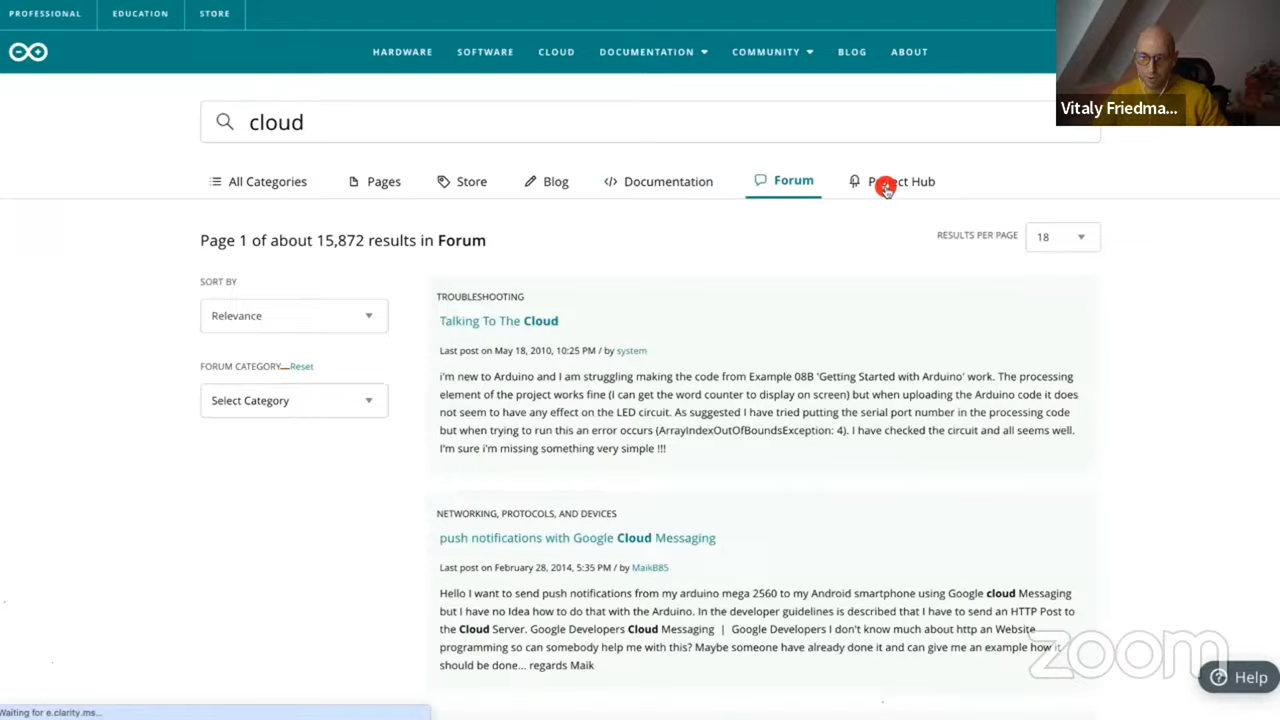 PROFESSIONAL EDUCATION STORE
HARDWARE SOFTWARE CLOUD DOCUMENTATION COMMUNITY BLOG ABOUT
Vitaly Friedma...
cloud
All Categories Pages Store Blog Documentation Forum Project Hub
Page 1 of about 15,872 results in Forum
RESULTS PER PAGE 18
SORT BY
Relevance
FORUM CATEGORY Reset
Select Category
TROUBLESHOOTING
Talking To The Cloud
Last post on May 18, 2010, 10:25 PM / by system
i'm new to Arduino and I am struggling making the code from Example 08B 'Getting Started with Arduino' work. The processing
element of the project works fine (I can get the word counter to display on screen) but when uploading the Arduino code it does
not seem to have any effect on the LED circuit. As suggested I have tried putting the serial port number in the processing code
but when trying to run this an error occurs (ArrayIndexOutOfBoundsException: 4). I have checked the circuit and all seems well.
I'm sure i'm missing something very simple !!!
NETWORKING, PROTOCOLS, AND DEVICES
push notifications with Google Cloud Messaging
Last post on February 28, 2014, 5:35 PM / by MaikB85
Hello I want to send push notifications from my arduino mega 2560 to my Android smartphone using Google cloud Messaging
but I have no Idea how to do that with the Arduino. In the developer guidelines is described that I have to send an HTTP Post to
the Cloud Server. Google Developers Cloud Messaging | Google Developers I don't know much about http an Website
programming so can somebody help me with this? Maybe someone have already done it and can give me an example how it
should be done... regards Maik
zoom
Help
Waiting for e.clarity.ms...